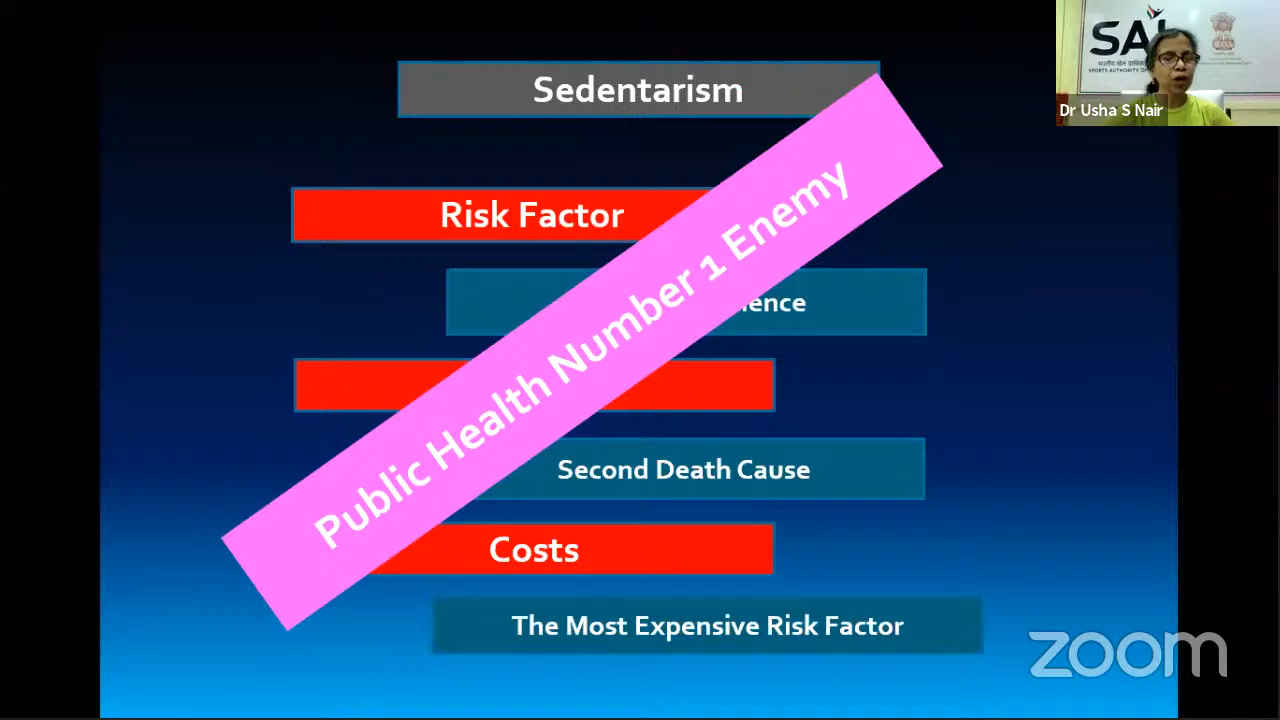 Sedentarism
Risk Factor
Public Health Number 1 Enemy
Second Death Cause
Costs
The Most Expensive Risk Factor
Dr Usha S Nair
zoom